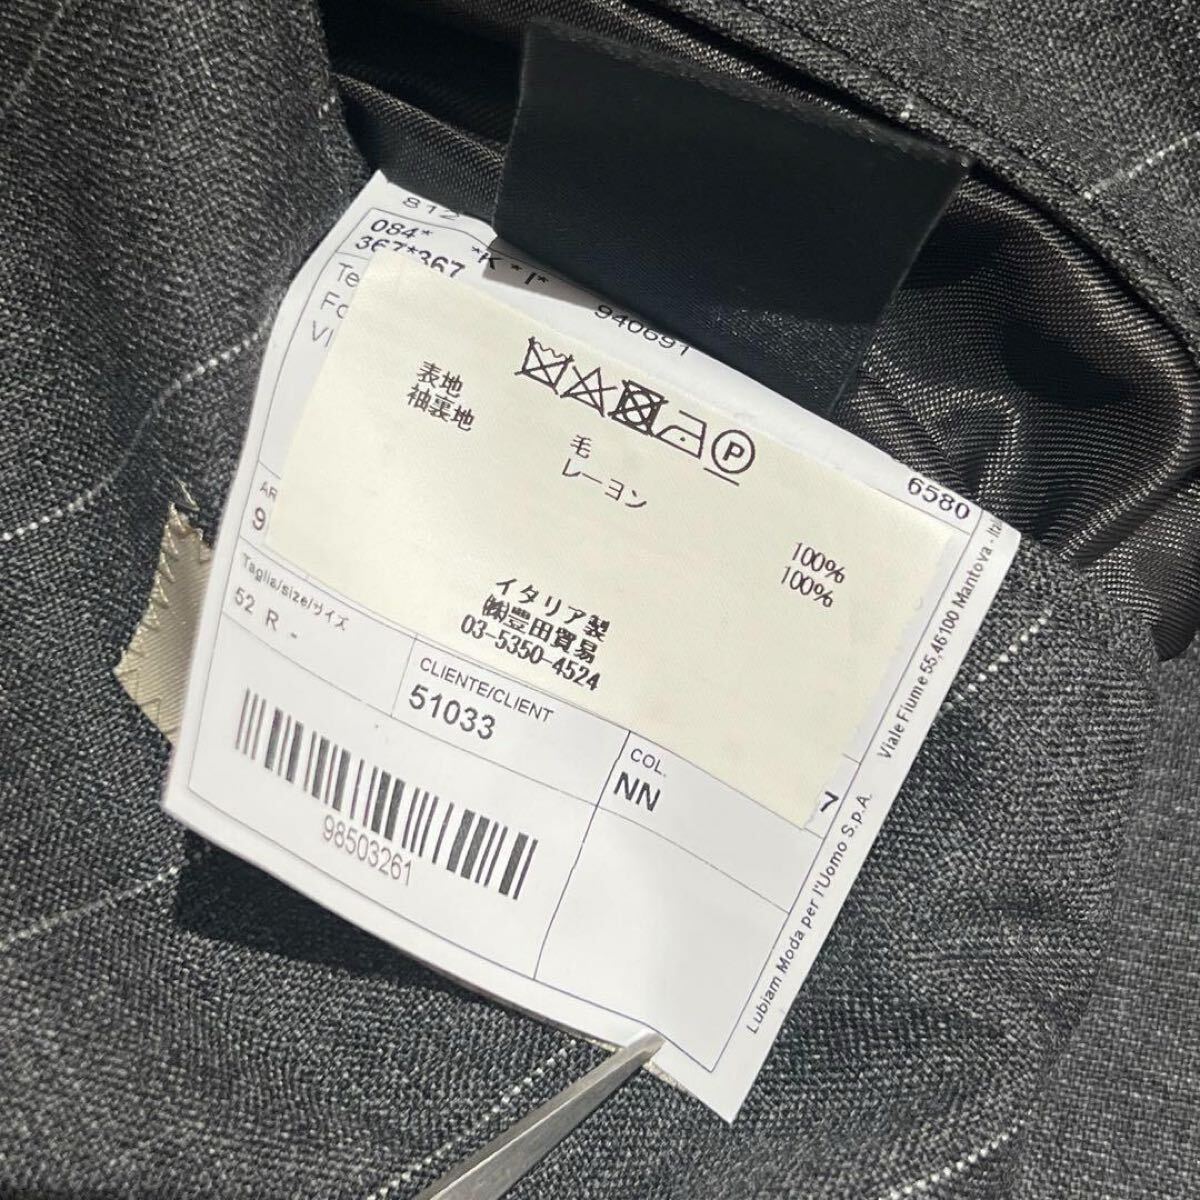 812
084*
367*367
*K*I*
940691
Te
Fo
VI
表地
毛
100%
袖裏地
レーヨン
100%
P
イタリア製
㈱豊田貿易
03-5350-4524
6580
AR
9
7
Taglia/size/サイズ
52 R -
CLIENTE/CLIENT
51033
COL.
NN
98503261
Lubiam Moda per l'Uomo S.p.A. Viale Fiume 55,46100 Mantova - Ital